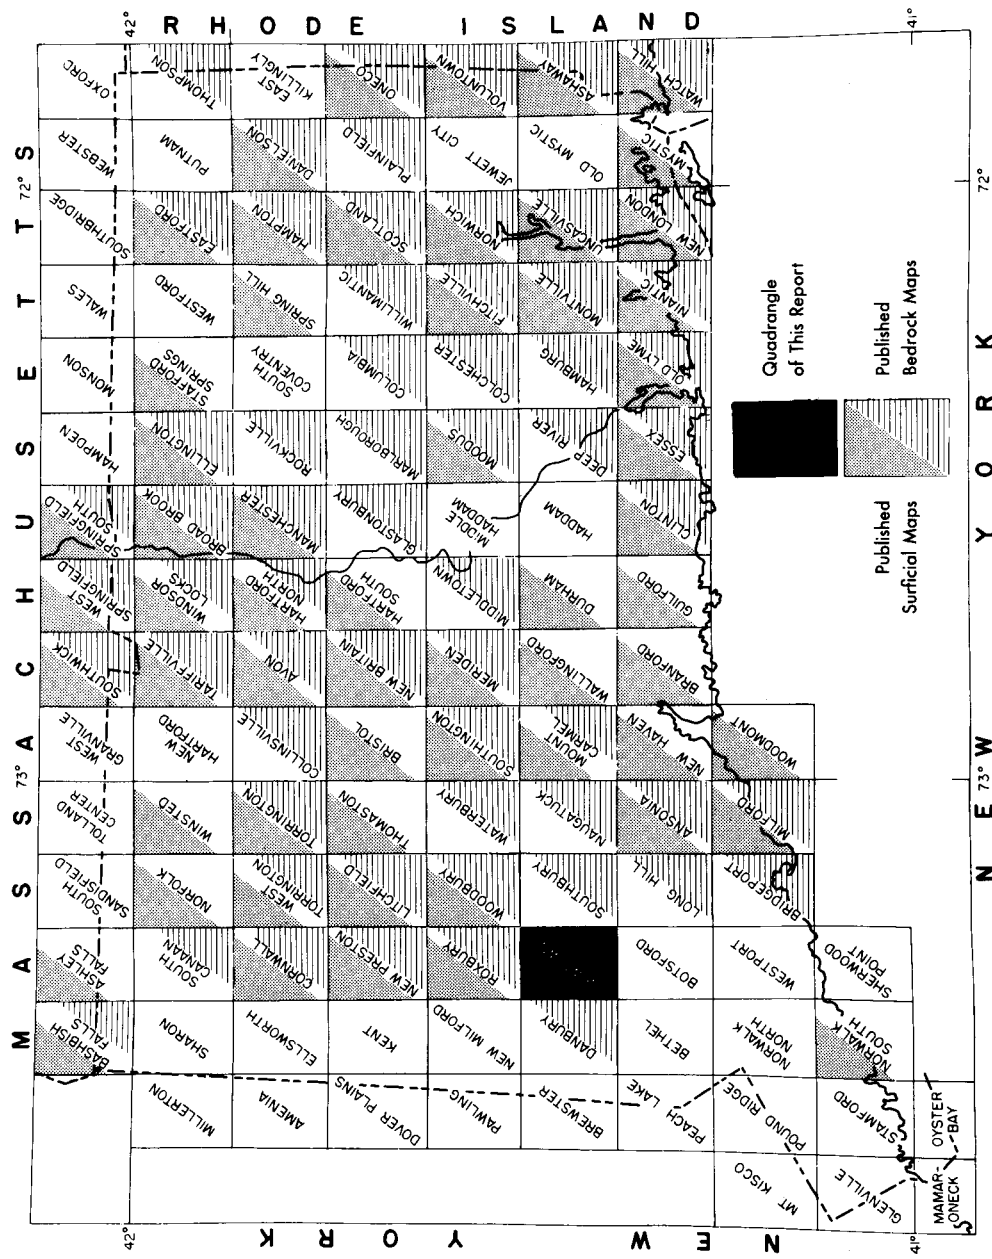 MASSACHUSETTS
42°
73°
72°
42°
BASHBISH
FALLS
ASHLEY
FALLS
SOUTH
SANDISFIELD
TOLLAND
CENTER
WEST
GRANVILLE
SOUTHWICK
WEST
SPRINGFIELD
SPRINGFIELD
SOUTH
HAMPDEN
MONSON
WALES
SOUTHBRIDGE
WEBSTER
OXFORD
MILLERTON
SHARON
SOUTH
CANAAN
NORFOLK
WINSTED
NEW
HARTFORD
TARIFFVILLE
WINDSOR
LOCKS
BROAD BROOK
ELLINGTON
STAFFORD
SPRINGS
WESTFORD
EASTFORD
PUTNAM
THOMPSON
AMENIA
ELLSWORTH
CORNWALL
WEST
TORRINGTON
TORRINGTON
COLLINSVILLE
AVON
HARTFORD
NORTH
MANCHESTER
ROCKVILLE
SOUTH
COVENTRY
SPRING HILL
HAMPTON
DANIELSON
EAST
KILLINGLY
DOVER PLAINS
KENT
NEW PRESTON
LITCHFIELD
THOMASTON
BRISTOL
NEW BRITAIN
HARTFORD
SOUTH
GLASTONBURY
MARLBOROUGH
COLUMBIA
WILLIMANTIC
SCOTLAND
PLAINFIELD
ONECO
PAWLING
NEW MILFORD
ROXBURY
WOODBURY
WATERBURY
SOUTHINGTON
MERIDEN
MIDDLETOWN
MIDDLE
HADDAM
MOODUS
COLCHESTER
FITCHVILLE
NORWICH
JEWETT CITY
VOLUNTOWN
BREWSTER
DANBURY
SOUTHBURY
NAUGATUCK
MOUNT
CARMEL
WALLINGFORD
DURHAM
HADDAM
DEEP RIVER
HAMBURG
MONTVILLE
UNCASVILLE
OLD MYSTIC
ASHAWAY
PEACH LAKE
BETHEL
BOTSFORD
LONG HILL
ANSONIA
NEW HAVEN
BRANFORD
GUILFORD
CLINTON
ESSEX
OLD LYME
NIANTIC
NEW LONDON
MYSTIC
WATCH HILL
MT KISCO
POUND RIDGE
NORWALK
NORTH
WESTPORT
BRIDGEPORT
MILFORD
WOODMONT
GLENVILLE
STAMFORD
NORWALK
SOUTH
SHERWOOD
POINT
MAMAR-
ONECK
OYSTER
BAY
Quadrangle
of This Report
Published
Surficial Maps
Published
Bedrock Maps
41°
73°
72°
41°
NEW YORK
NEW YORK
RHODE ISLAND